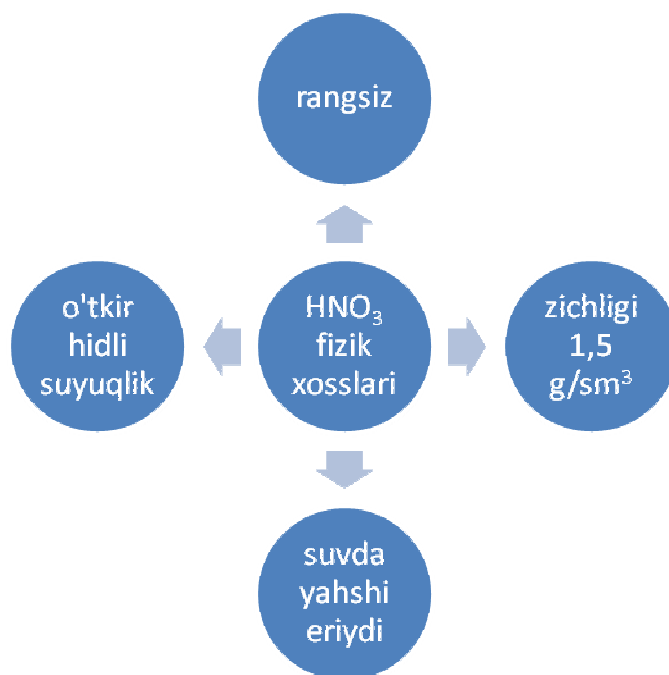 rangsiz
o'tkir
hidli
suyuqlik
HNO₃
fizik
xosslari
zichligi
1,5
g/sm³
suvda
yahshi
eriydi